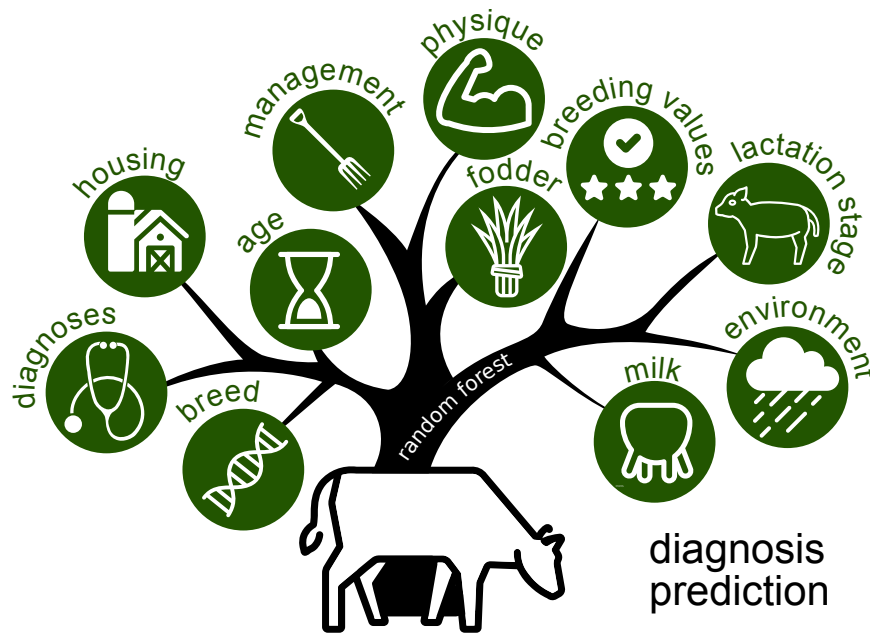 physique
management
breeding values
housing
fodder
lactation stage
age
diagnoses
environment
breed
random forest
milk
diagnosis
prediction